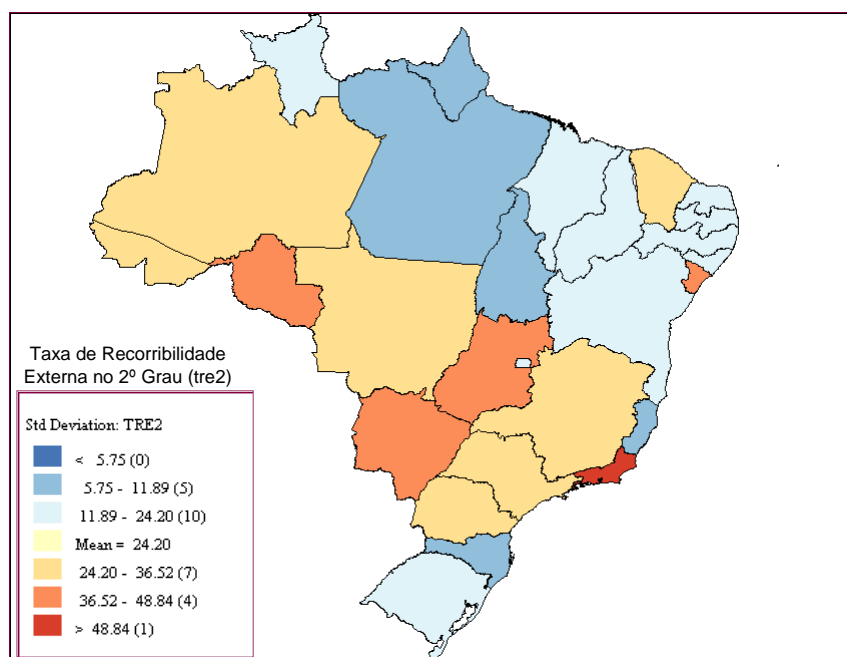 Taxa de Recorribilidade
Externa no 2º Grau (tre2)
Std Deviation: TRE2
< 5.75 (0)
5.75 - 11.89 (5)
11.89 - 24.20 (10)
Mean = 24.20
24.20 - 36.52 (7)
36.52 - 48.84 (4)
> 48.84 (1)